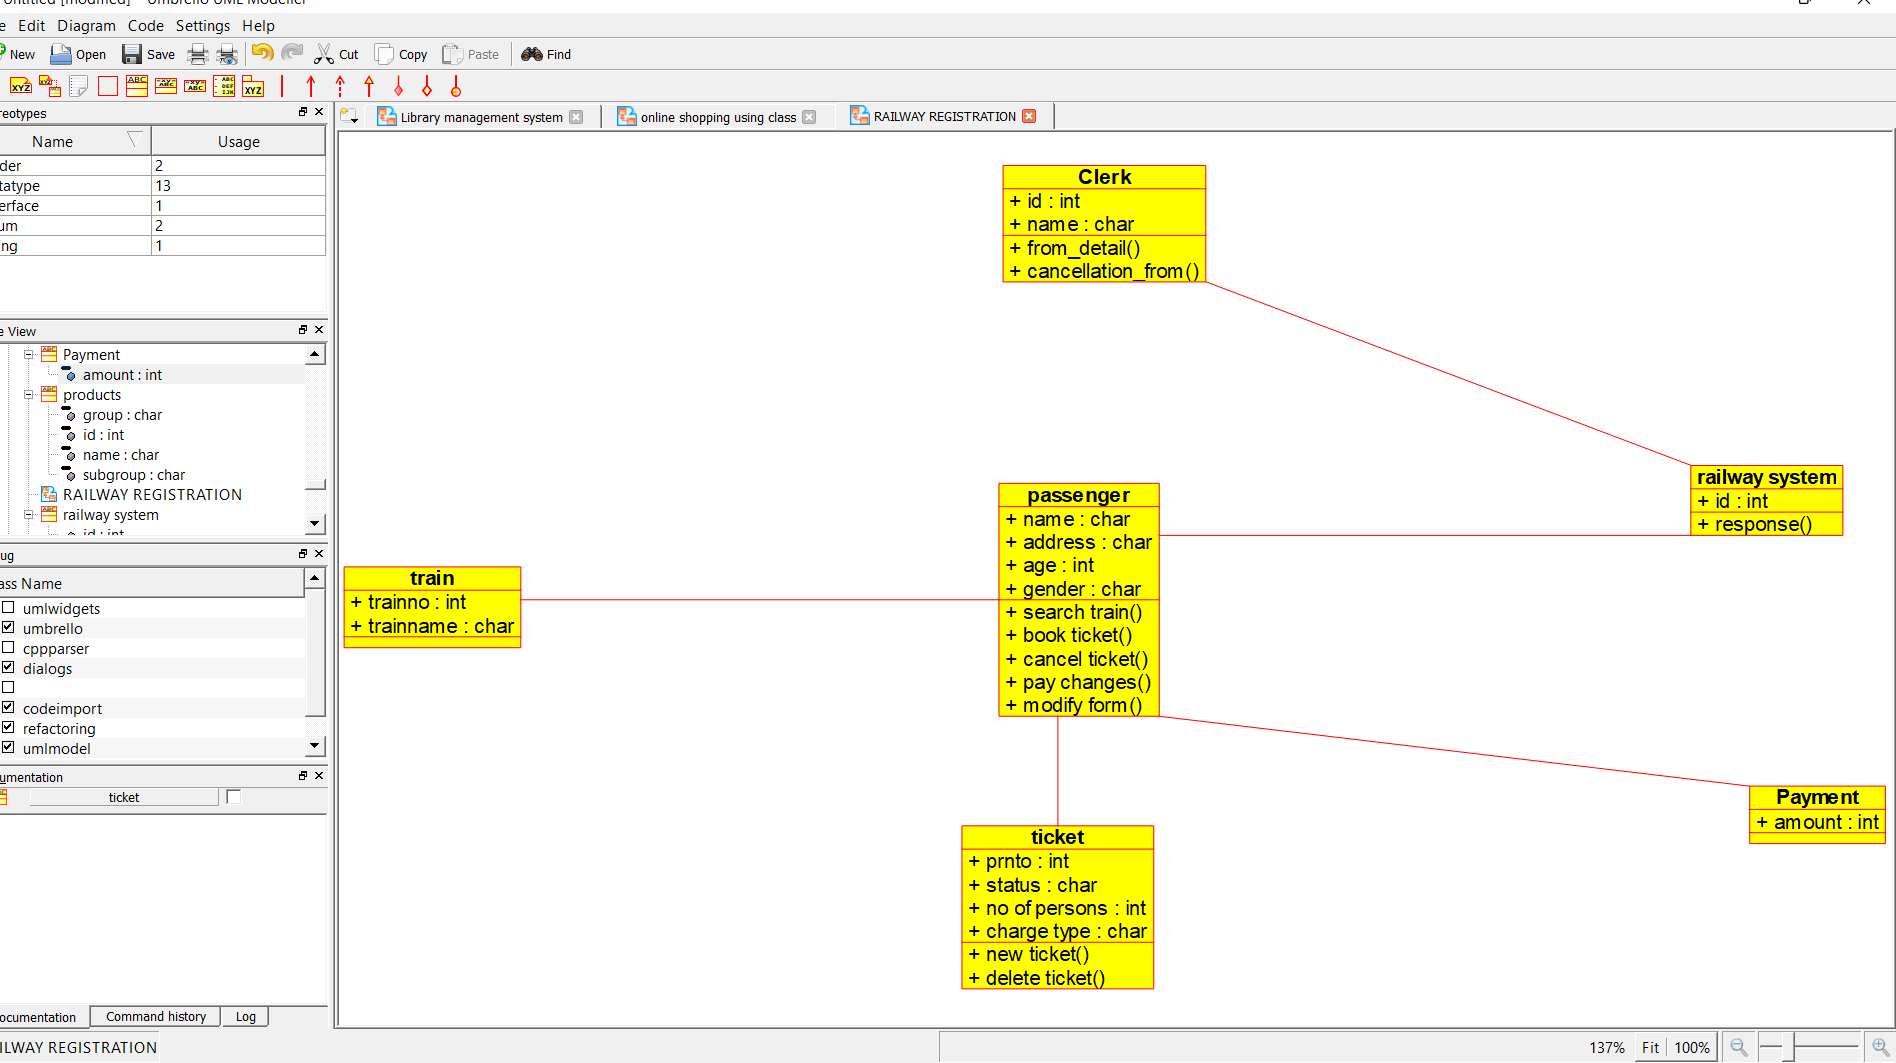 Untitled [modified] - Umbrello UML Modeller
e Edit Diagram Code Settings Help
New Open Save Cut Copy Paste Find
reotypes
Name Usage
der 2
tatype 13
erface 1
um 2
ng 1
e View
Payment
amount : int
products
group : char
id : int
name : char
subgroup : char
RAILWAY REGISTRATION
railway system
id : int
ug
ass Name
umlwidgets
umbrello
cppparser
dialogs
codeimport
refactoring
umlmodel
umentation
ticket
ocumentation Command history Log
Library management system online shopping using class RAILWAY REGISTRATION
Clerk
+ id : int
+ name : char
+ from_detail()
+ cancellation_from()
railway system
+ id : int
+ response()
passenger
+ name : char
+ address : char
+ age : int
+ gender : char
+ search train()
+ book ticket()
+ cancel ticket()
+ pay changes()
+ modify form()
train
+ trainno : int
+ trainname : char
Payment
+ amount : int
ticket
+ prnto : int
+ status : char
+ no of persons : int
+ charge type : char
+ new ticket()
+ delete ticket()
ILWAY REGISTRATION 137% Fit 100%